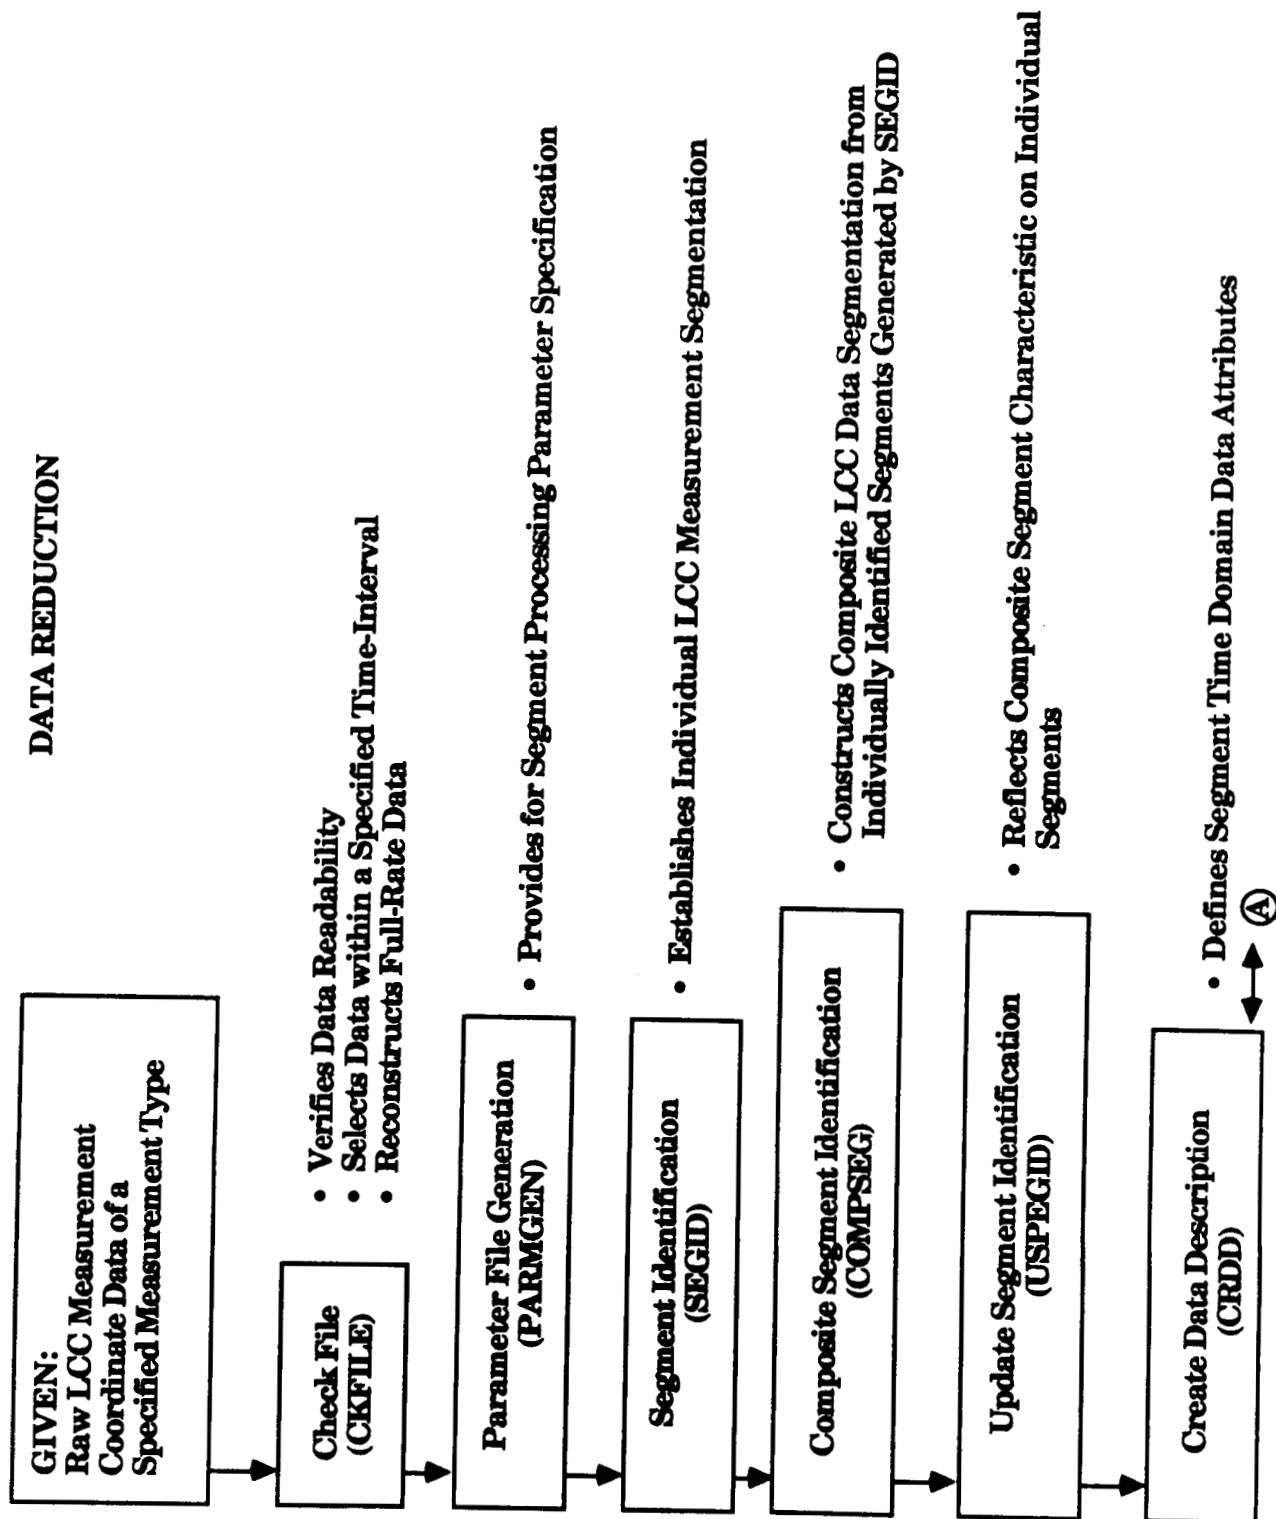 DATA REDUCTION
GIVEN:
Raw LCC Measurement
Coordinate Data of a
Specified Measurement Type
Check File
(CKFILE)
• Verifies Data Readability
• Selects Data within a Specified Time-Interval
• Reconstructs Full-Rate Data
Parameter File Generation
(PARMGEN)
• Provides for Segment Processing Parameter Specification
Segment Identification
(SEGID)
• Establishes Individual LCC Measurement Segmentation
Composite Segment Identification
(COMPSEG)
• Constructs Composite LCC Data Segmentation from
Individually Identified Segments Generated by SEGID
Update Segment Identification
(USPEGID)
• Reflects Composite Segment Characteristic on Individual
Segments
Create Data Description
(CRDD)
• Defines Segment Time Domain Data Attributes
A